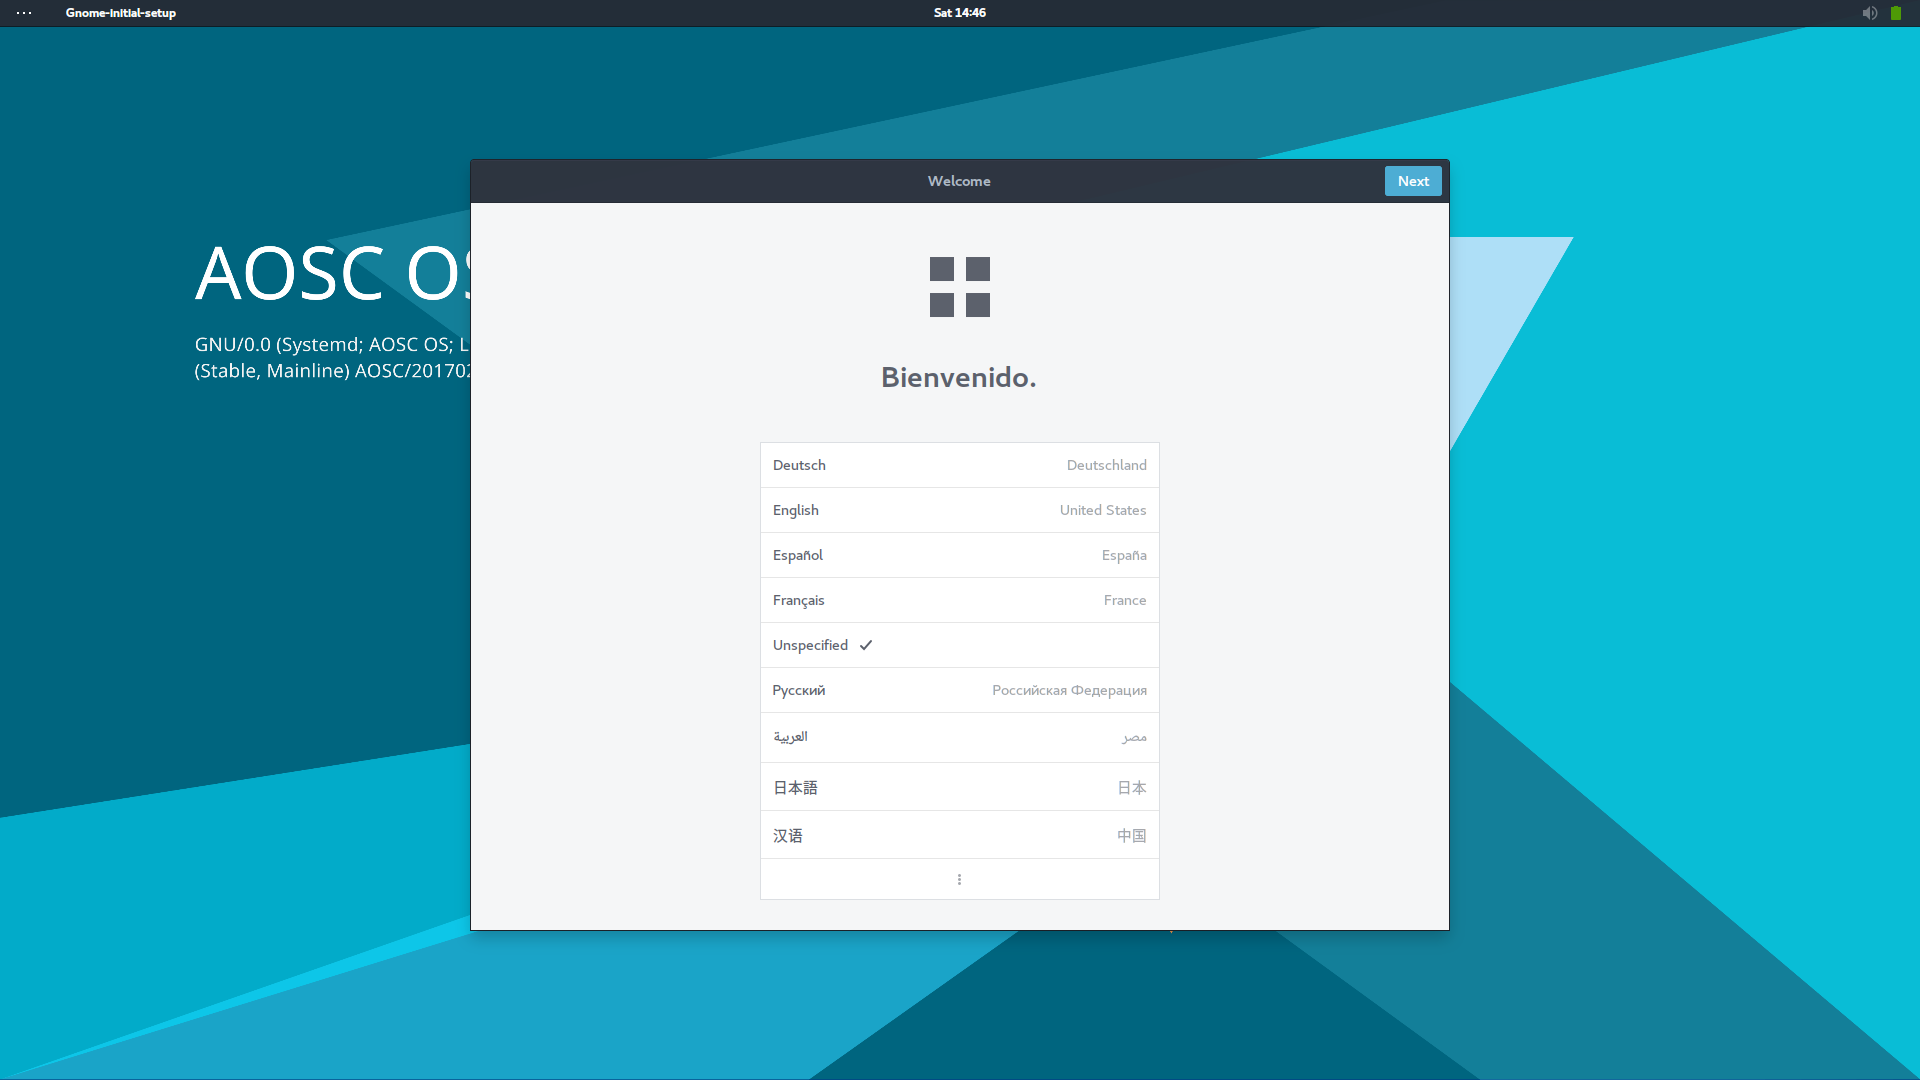 Gnome-initial-setup
Sat 14:46
Welcome
Next
AOSC OS
GNU/0.0 (Systemd; AOSC OS; L
(Stable, Mainline) AOSC/201702
Bienvenido.
Deutsch Deutschland
English United States
Español España
Français France
Unspecified
Русский Российская Федерация
العربية مصر
日本語 日本
汉语 中国